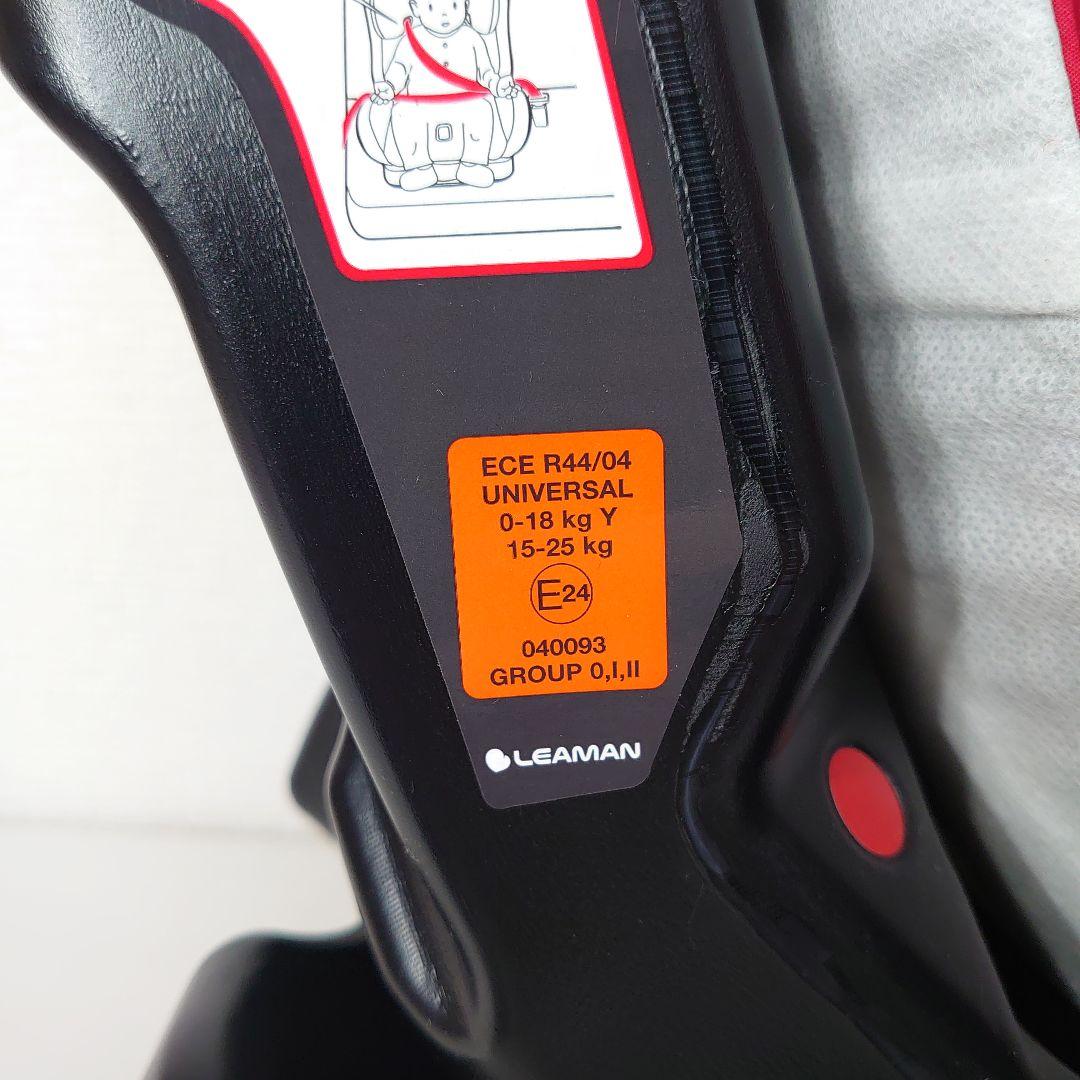 ECE R44/04
UNIVERSAL
0-18 kg Y
15-25 kg
E24
040093
GROUP 0,I,II
LEAMAN